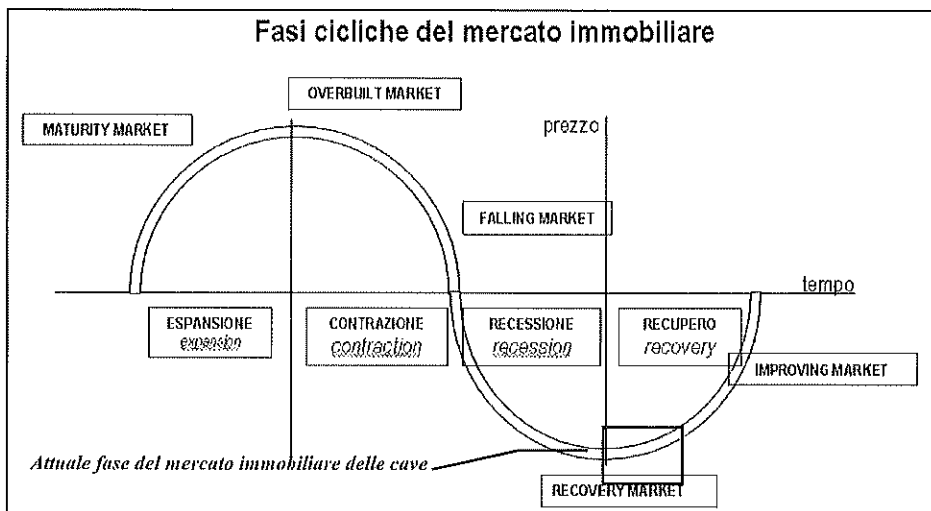 Fasi cicliche del mercato immobiliare
OVERBUILT MARKET
MATURITY MARKET
prezzo
FALLING MARKET
tempo
ESPANSIONE
expansion
CONTRAZIONE
contraction
RECESSIONE
recession
RECUPERO
recovery
IMPROVING MARKET
Attuale fase del mercato immobiliare delle cave
RECOVERY MARKET